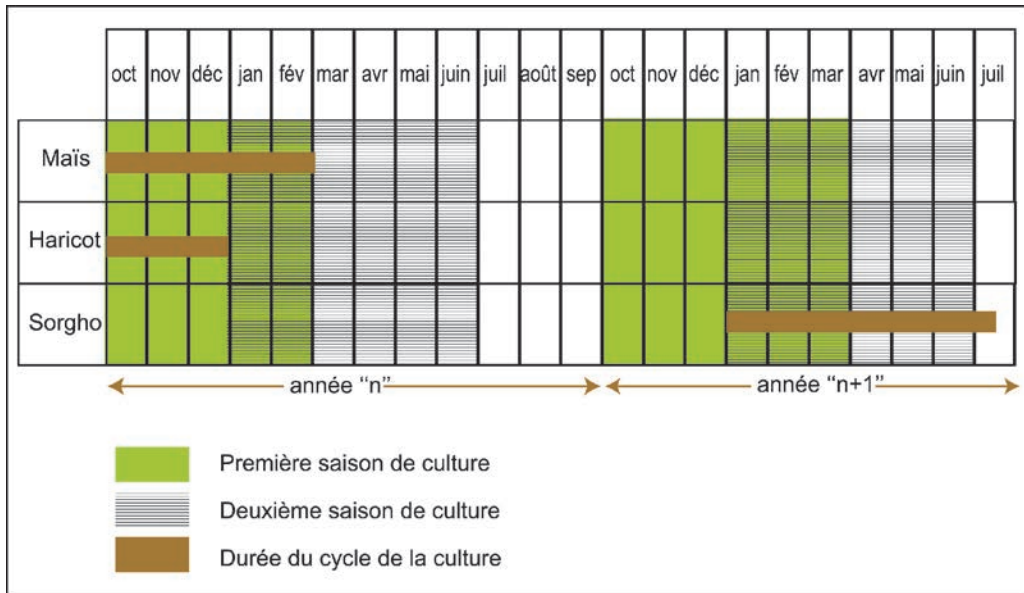 oct nov déc jan fév mar avr mai juin juil août sep oct nov déc jan fév mar avr mai juin juil
Maïs
Haricot
Sorgho
année “n” année “n+1”
Première saison de culture
Deuxième saison de culture
Durée du cycle de la culture